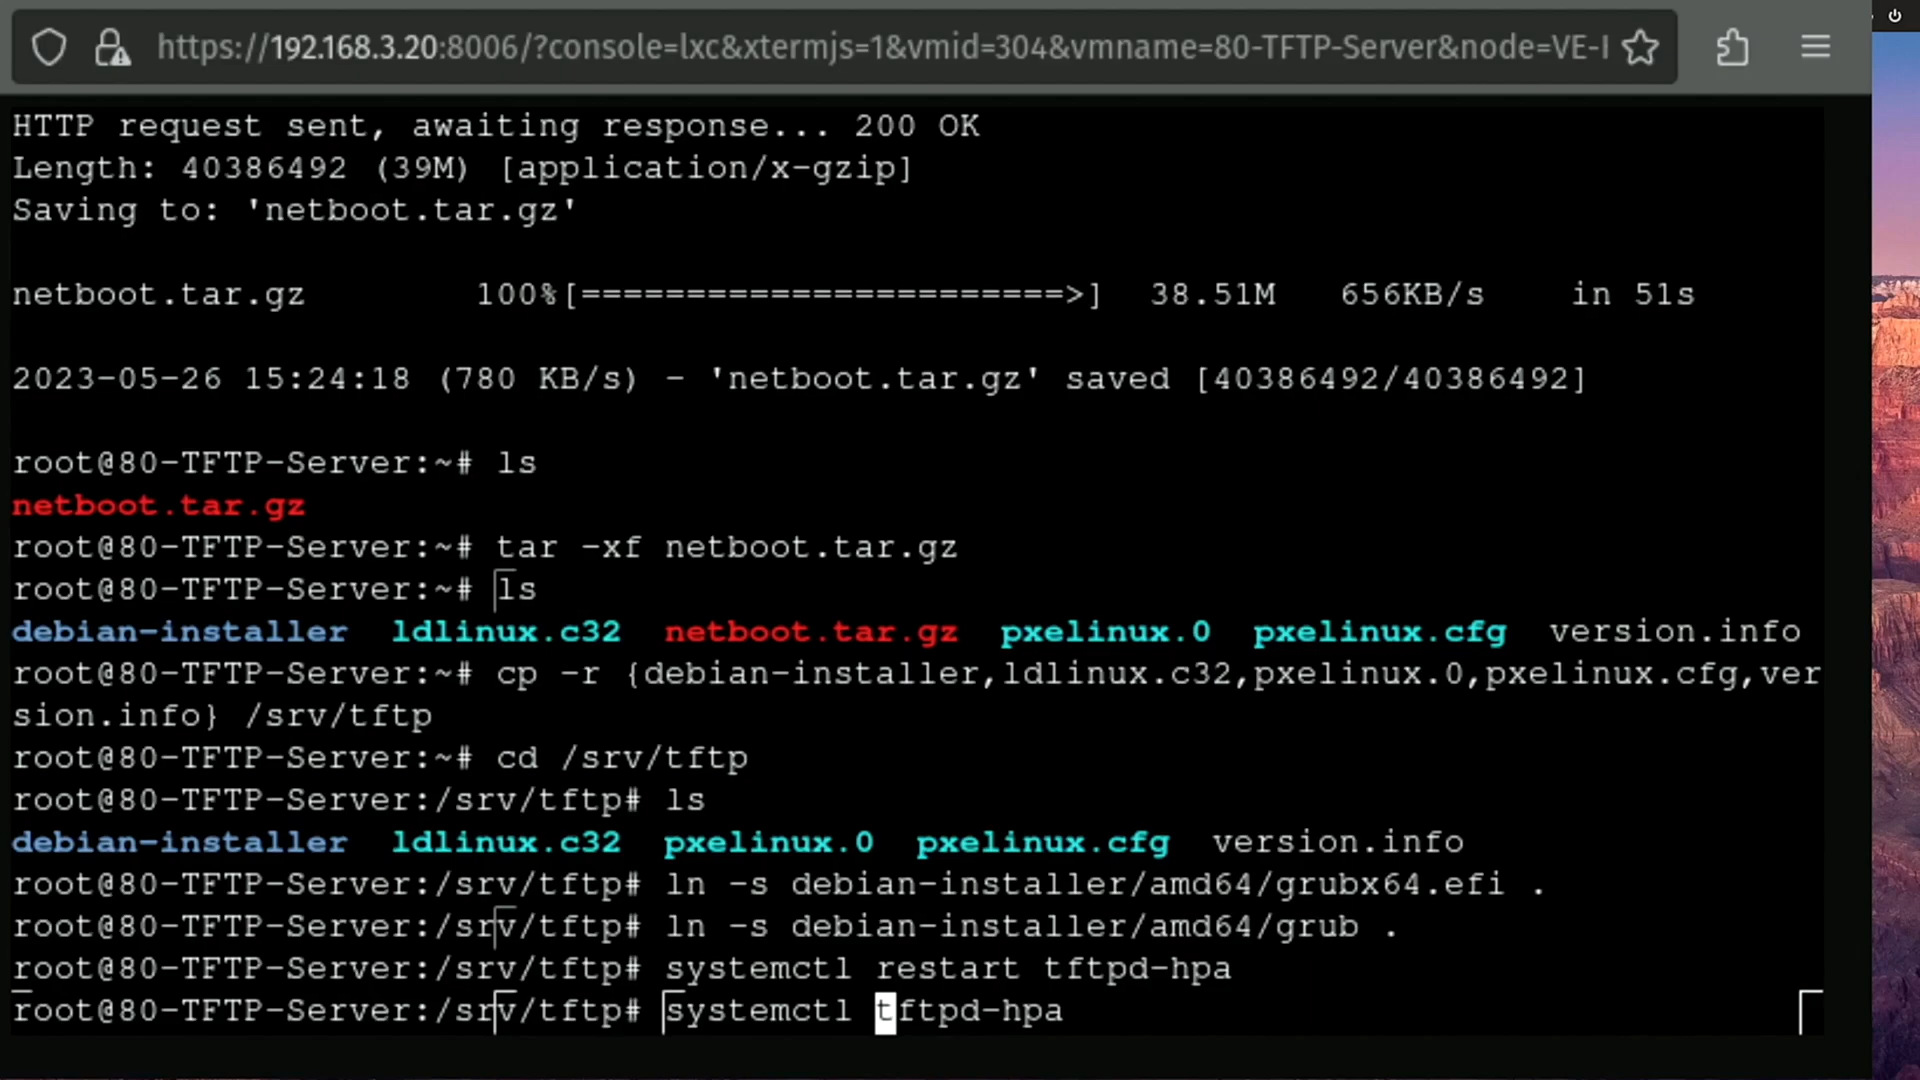 https://192.168.3.20:8006/?console=lxc&xtermjs=1&vmid=304&vmname=80-TFTP-Server&node=VE-
HTTP request sent, awaiting response... 200 OK
Length: 40386492 (39M) [application/x-gzip]
Saving to: 'netboot.tar.gz'
netboot.tar.gz 100%[=======================>] 38.51M 656KB/s in 51s
2023-05-26 15:24:18 (780 KB/s) - 'netboot.tar.gz' saved [40386492/40386492]
root@80-TFTP-Server:~# ls
netboot.tar.gz
root@80-TFTP-Server:~# tar -xf netboot.tar.gz
root@80-TFTP-Server:~# ls
debian-installer ldlinux.c32 netboot.tar.gz pxelinux.0 pxelinux.cfg version.info
root@80-TFTP-Server:~# cp -r {debian-installer,ldlinux.c32,pxelinux.0,pxelinux.cfg,ver
sion.info} /srv/tftp
root@80-TFTP-Server:~# cd /srv/tftp
root@80-TFTP-Server:/srv/tftp# ls
debian-installer ldlinux.c32 pxelinux.0 pxelinux.cfg version.info
root@80-TFTP-Server:/srv/tftp# ln -s debian-installer/amd64/grubx64.efi .
root@80-TFTP-Server:/srv/tftp# ln -s debian-installer/amd64/grub .
root@80-TFTP-Server:/srv/tftp# systemctl restart tftpd-hpa
root@80-TFTP-Server:/srv/tftp# systemctl tftpd-hpa